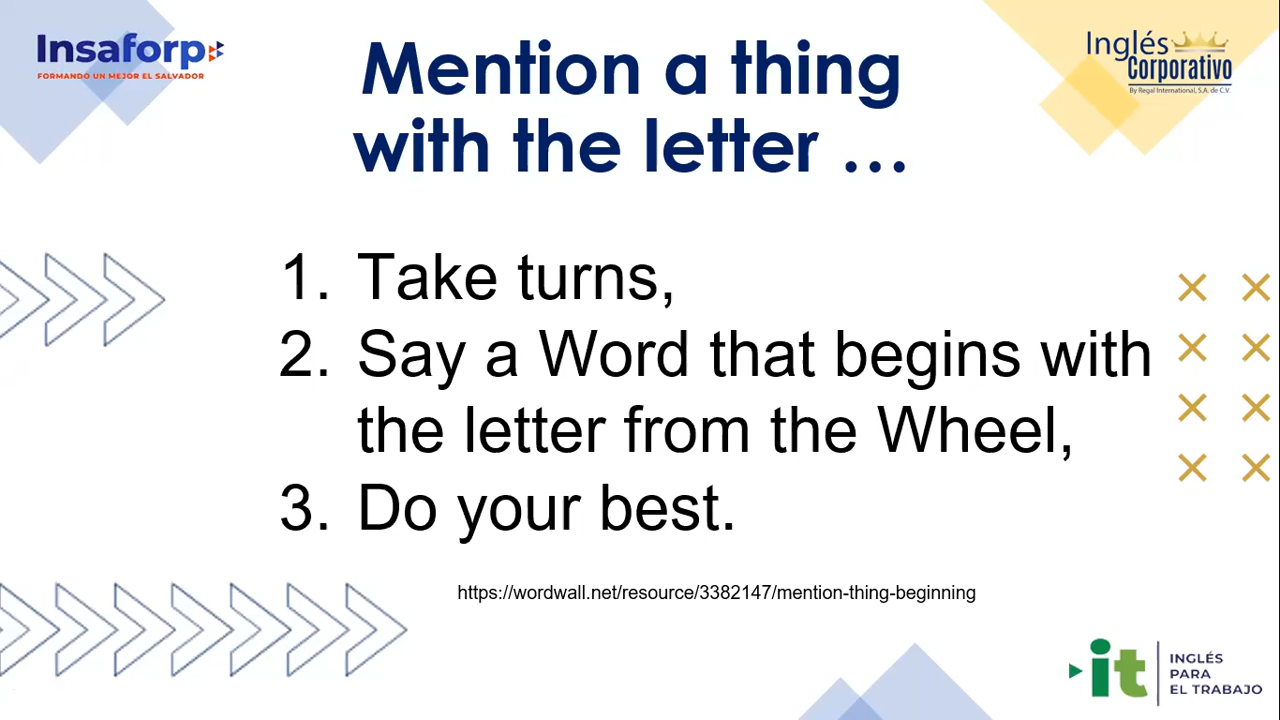 Insaforp
FORMANDO UN MEJOR EL SALVADOR
Mention a thing
with the letter ...
Inglés
Corporativo
By Regal International, S.A. de C.V.
1. Take turns,
2. Say a Word that begins with
the letter from the Wheel,
3. Do your best.
https://wordwall.net/resource/3382147/mention-thing-beginning
it
INGLÉS
PARA
EL TRABAJO